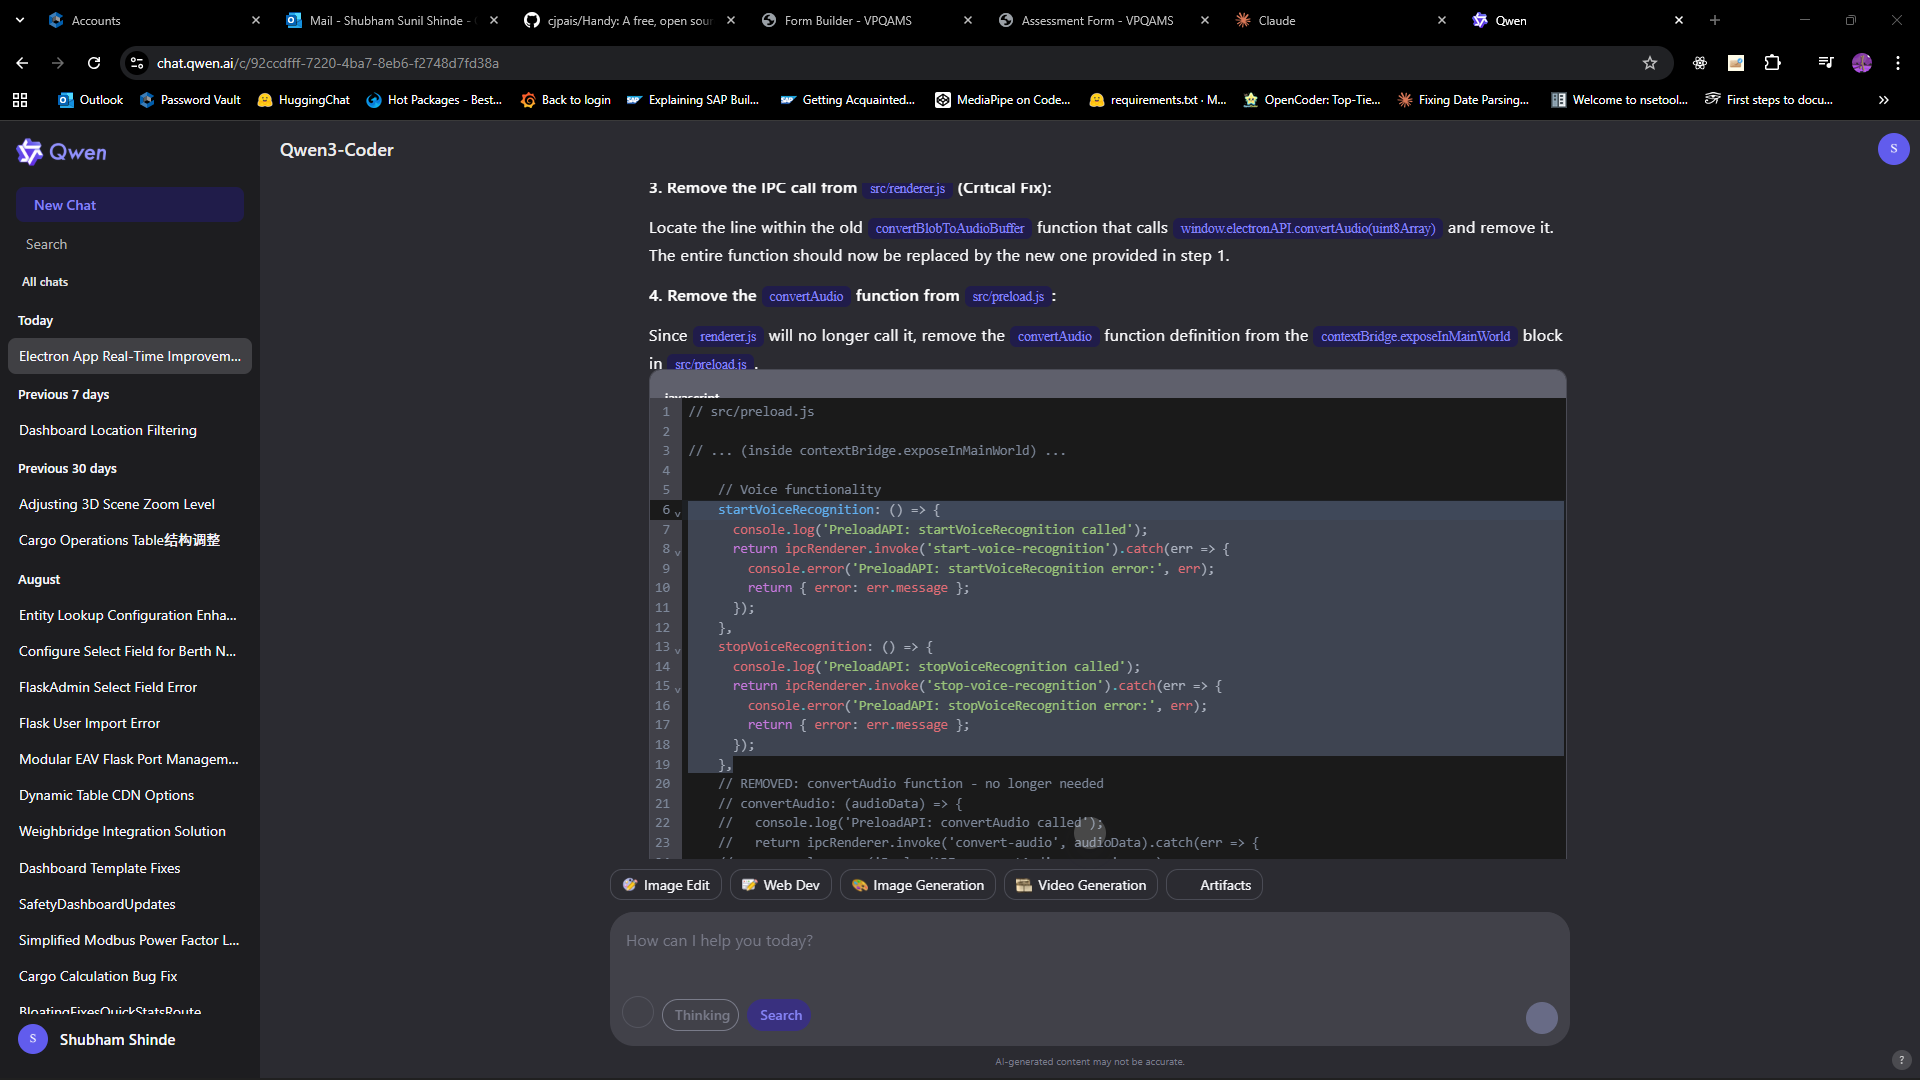 Accounts
Mail - Shubham Sunil Shinde -
cjpais/Handy: A free, open sour
Form Builder - VPQAMS
Assessment Form - VPQAMS
Claude
Qwen
chat.qwen.ai/c/92ccdfff-7220-4ba7-8eb6-f2748d7fd38a
Outlook
Password Vault
HuggingChat
Hot Packages - Best...
Back to login
Explaining SAP Buil...
Getting Acquainted...
MediaPipe on Code...
requirements.txt · M...
OpenCoder: Top-Tie...
Fixing Date Parsing...
Welcome to nsetool...
First steps to docu...
Qwen
New Chat
Search
All chats
Today
Electron App Real-Time Improvem...
Previous 7 days
Dashboard Location Filtering
Previous 30 days
Adjusting 3D Scene Zoom Level
Cargo Operations Table结构调整
August
Entity Lookup Configuration Enha...
Configure Select Field for Berth N...
FlaskAdmin Select Field Error
Flask User Import Error
Modular EAV Flask Port Managem...
Dynamic Table CDN Options
Weighbridge Integration Solution
Dashboard Template Fixes
SafetyDashboardUpdates
Simplified Modbus Power Factor L...
Cargo Calculation Bug Fix
BloatingFixesQuickStatsRoute
S
Shubham Shinde
Qwen3-Coder
S
3. Remove the IPC call from src/renderer.js (Critical Fix):
Locate the line within the old convertBlobToAudioBuffer function that calls window.electronAPI.convertAudio(uint8Array) and remove it.
The entire function should now be replaced by the new one provided in step 1.
4. Remove the convertAudio function from src/preload.js :
Since renderer.js will no longer call it, remove the convertAudio function definition from the contextBridge.exposeInMainWorld block
in src/preload.js .
javascript
1 // src/preload.js
2
3 // ... (inside contextBridge.exposeInMainWorld) ...
4
5 // Voice functionality
6 startVoiceRecognition: () => {
7 console.log('PreloadAPI: startVoiceRecognition called');
8 return ipcRenderer.invoke('start-voice-recognition').catch(err => {
9 console.error('PreloadAPI: startVoiceRecognition error:', err);
10 return { error: err.message };
11 });
12 },
13 stopVoiceRecognition: () => {
14 console.log('PreloadAPI: stopVoiceRecognition called');
15 return ipcRenderer.invoke('stop-voice-recognition').catch(err => {
16 console.error('PreloadAPI: stopVoiceRecognition error:', err);
17 return { error: err.message };
18 });
19 },
20 // REMOVED: convertAudio function - no longer needed
21 // convertAudio: (audioData) => {
22 // console.log('PreloadAPI: convertAudio called');
23 // return ipcRenderer.invoke('convert-audio', audioData).catch(err => {
Image Edit
Web Dev
Image Generation
Video Generation
Artifacts
How can I help you today?
Thinking
Search
AI-generated content may not be accurate.
?